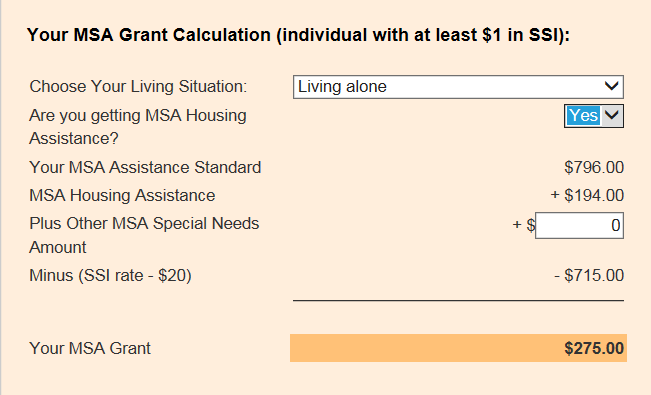 Your MSA Grant Calculation (individual with at least $1 in SSI):
Choose Your Living Situation: Living alone
Are you getting MSA Housing Yes
Assistance?
Your MSA Assistance Standard $796.00
MSA Housing Assistance + $194.00
Plus Other MSA Special Needs + $ 0
Amount
Minus (SSI rate - $20) - $715.00
Your MSA Grant $275.00